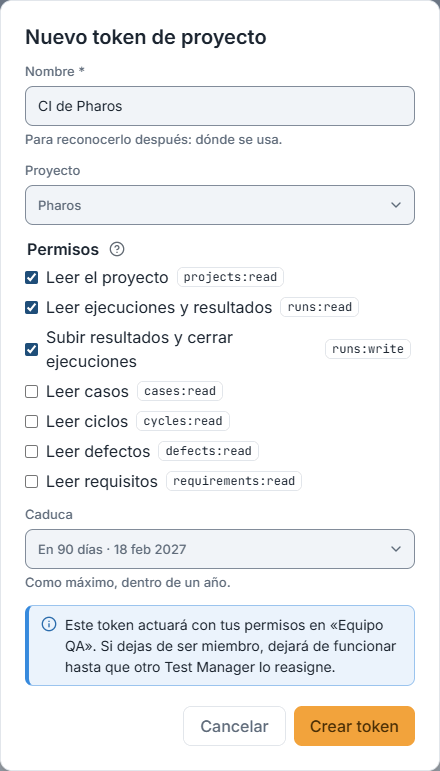 Nuevo token de proyecto
Nombre *
CI de Pharos
Para reconocerlo después: dónde se usa.
Proyecto
Pharos
Permisos ?
Leer el proyecto projects:read
Leer ejecuciones y resultados runs:read
Subir resultados y cerrar
ejecuciones runs:write
Leer casos cases:read
Leer ciclos cycles:read
Leer defectos defects:read
Leer requisitos requirements:read
Caduca
En 90 días · 18 feb 2027
Como máximo, dentro de un año.
Este token actuará con tus permisos en «Equipo
QA». Si dejas de ser miembro, dejará de funcionar
hasta que otro Test Manager lo reasigne.
Cancelar Crear token